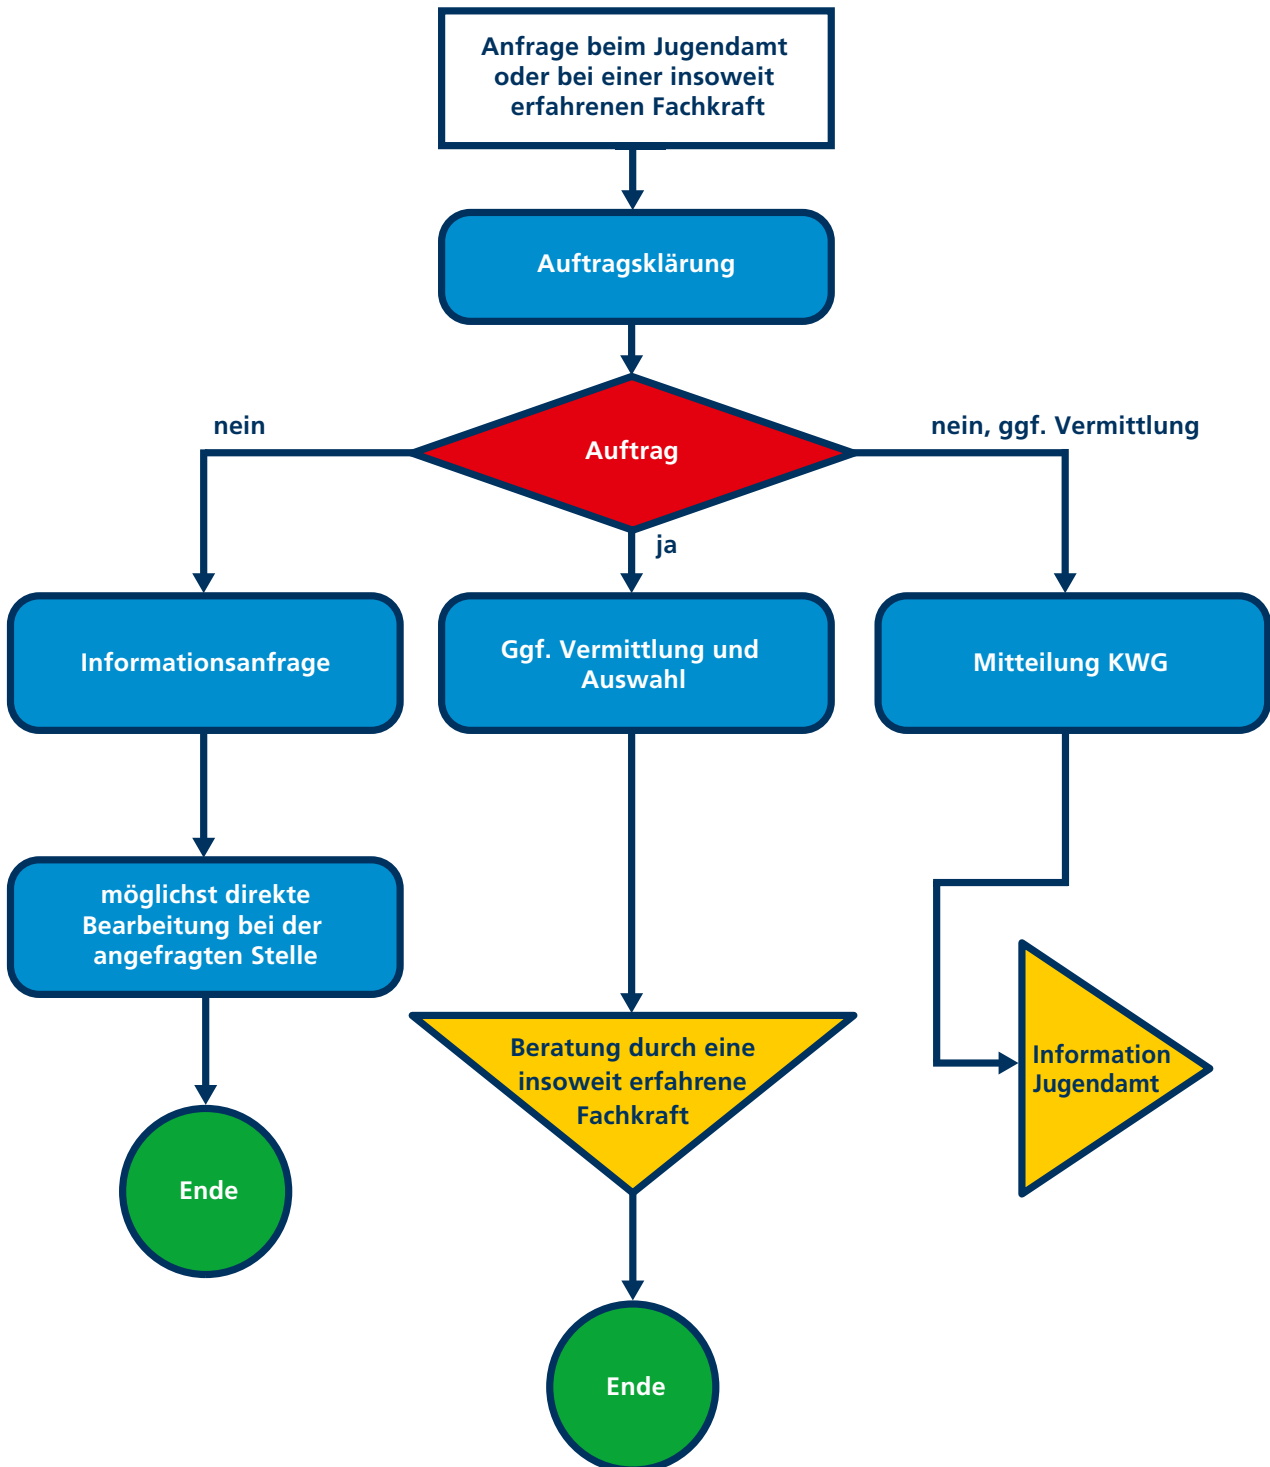 Anfrage beim Jugendamt
oder bei einer insoweit
erfahrenen Fachkraft
Auftragsklärung
nein
Auftrag
nein, ggf. Vermittlung
ja
Informationsanfrage
Ggf. Vermittlung und
Auswahl
Mitteilung KWG
möglichst direkte
Bearbeitung bei der
angefragten Stelle
Beratung durch eine
insoweit erfahrene
Fachkraft
Information
Jugendamt
Ende
Ende